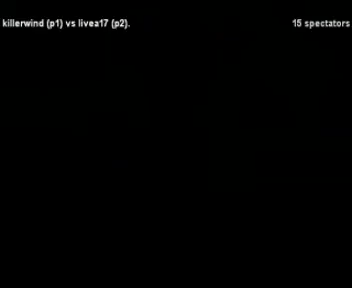 killerwind (p1) vs livea17 (p2).
15 spectators